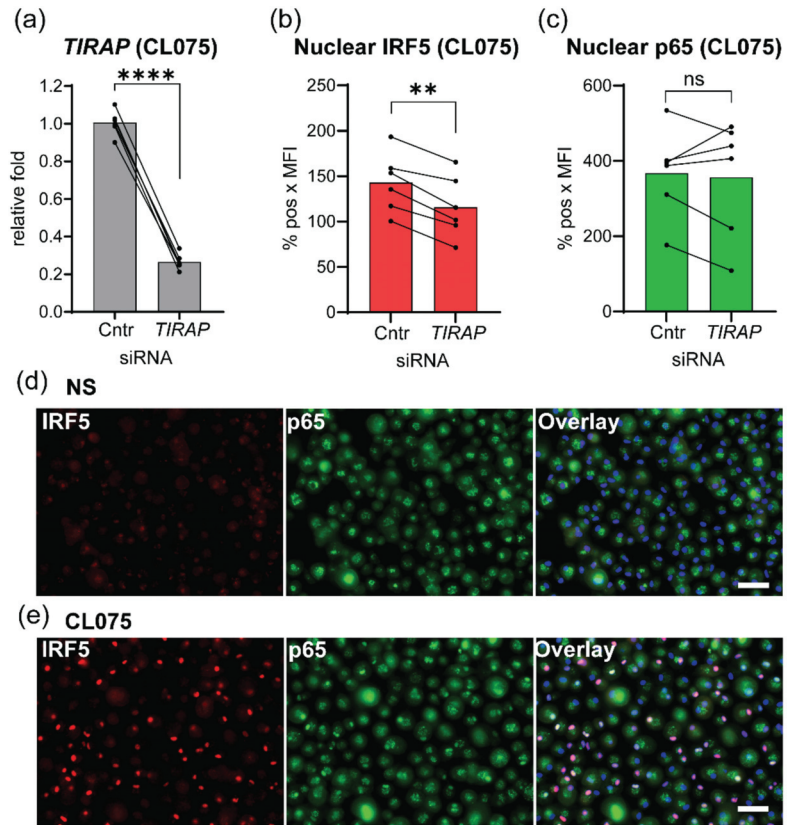 (a)
TIRAP (CL075)
****
1.2
1.0
0.8
0.6
0.4
0.2
0.0
relative fold
Cntr TIRAP
siRNA
(b)
Nuclear IRF5 (CL075)
**
250
200
150
100
50
0
% pos x MFI
Cntr TIRAP
siRNA
(c)
Nuclear p65 (CL075)
ns
600
400
200
0
% pos x MFI
Cntr TIRAP
siRNA
(d) NS
IRF5
p65
Overlay
(e) CL075
IRF5
p65
Overlay